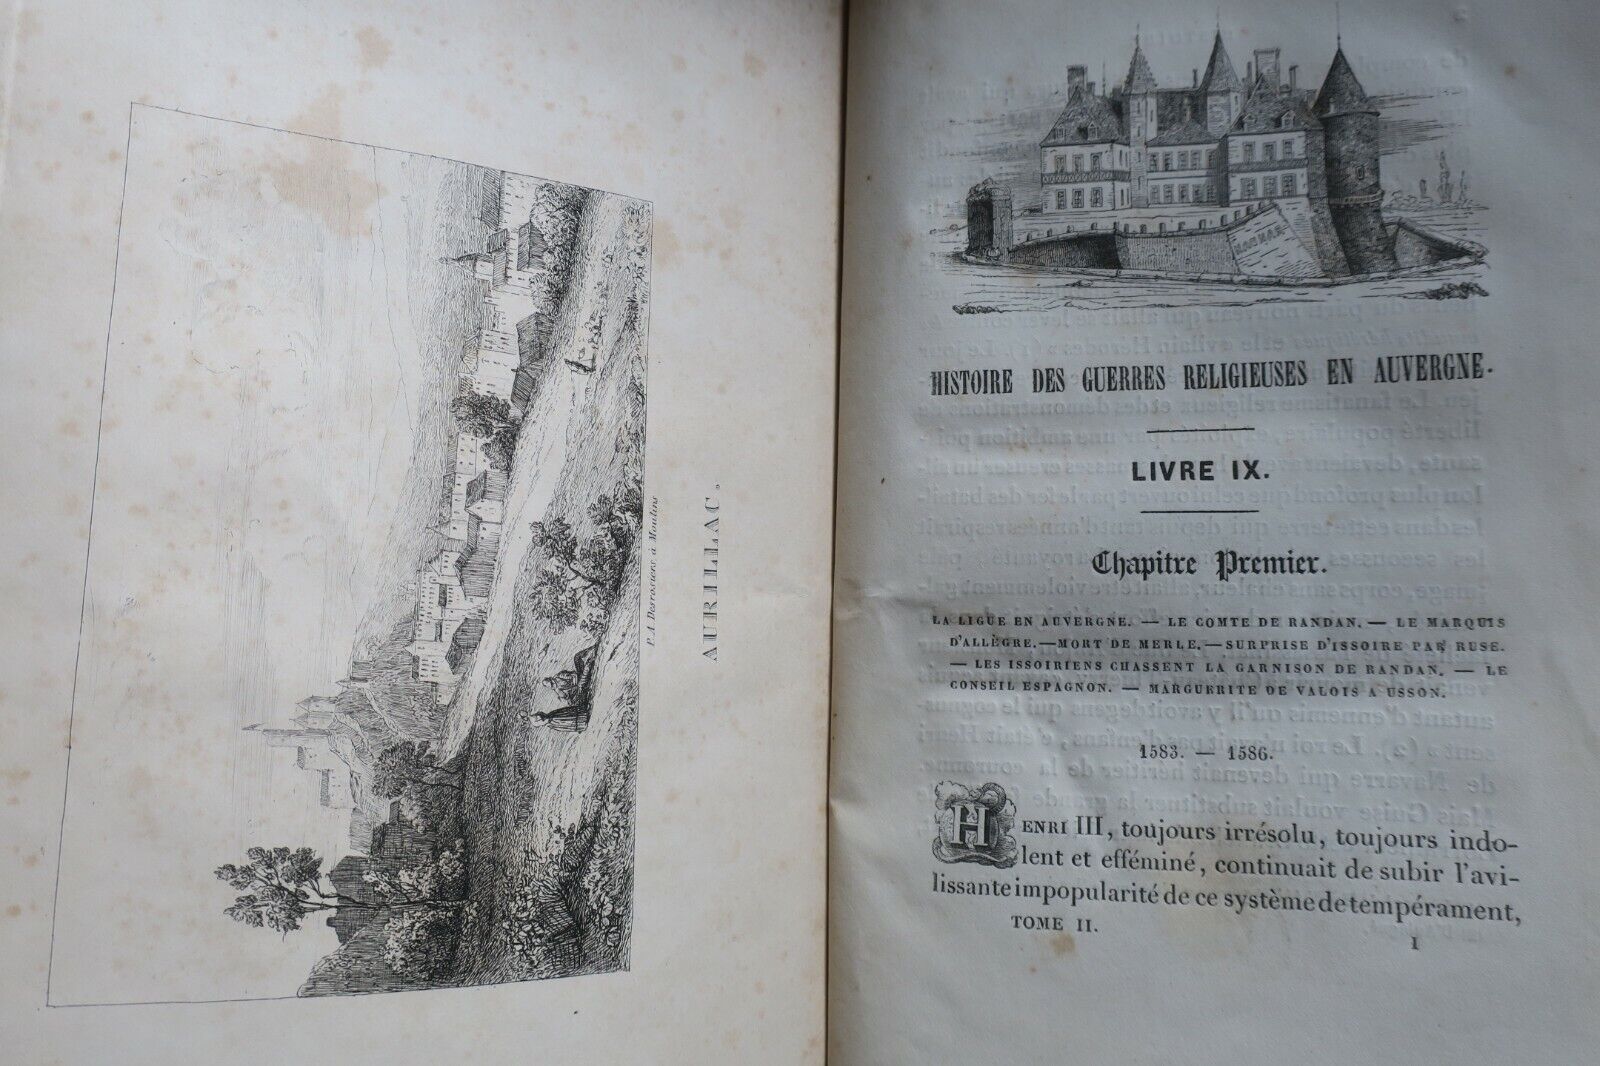 P. A. Desrosiers à Moulins
AURILLAC.
HISTOIRE DES GUERRES RELIGIEUSES EN AUVERGNE.
LIVRE IX.
Chapitre Premier.
LA LIGUE EN AUVERGNE. — LE COMTE DE RANDAN. — LE MARQUIS
D'ALLÈGRE. — MORT DE MERLE. — SURPRISE D'ISSOIRE PAR RUSE.
— LES ISSOIRIENS CHASSENT LA GARNISON DE RANDAN. — LE
CONSEIL ESPAGNON. — MARGUERITE DE VALOIS A USSON.
1583. — 1586.
HENRI III, toujours irrésolu, toujours indo-
lent et efféminé, continuait de subir l'avi-
lissante impopularité de ce système de tempérament,
TOME II.
1